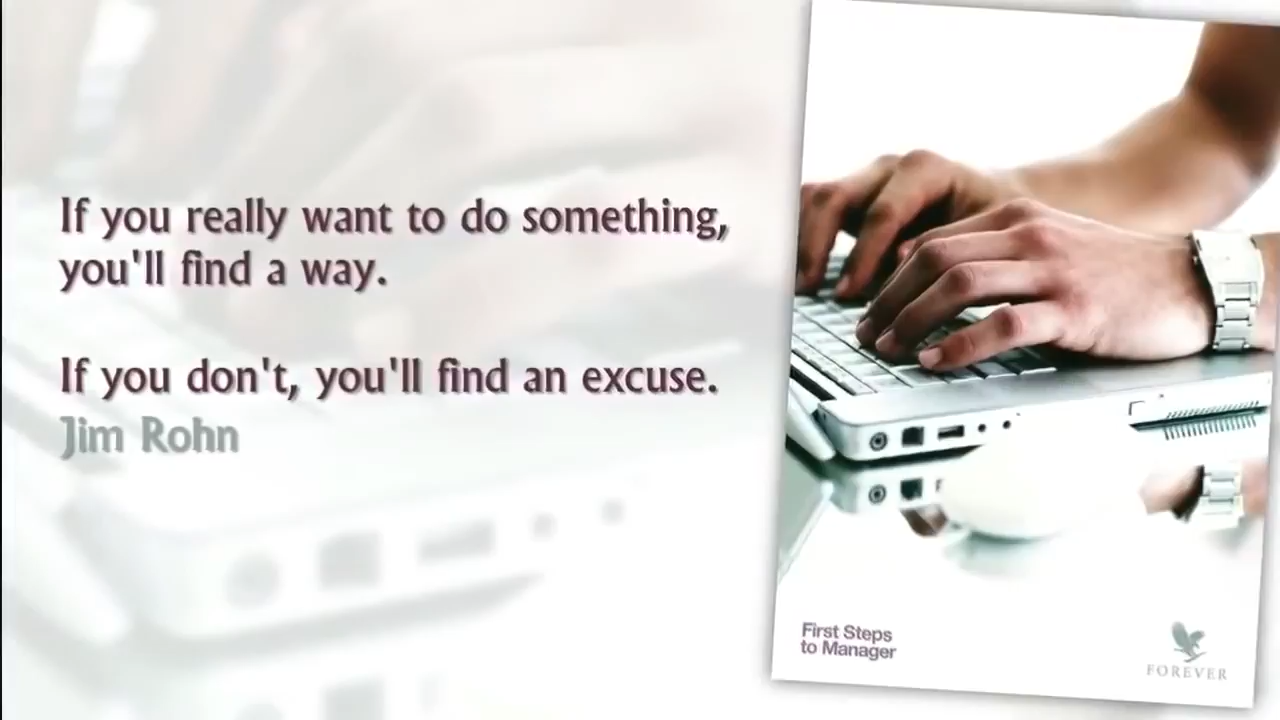 If you really want to do something,
you'll find a way.
If you don't, you'll find an excuse.
Jim Rohn
First Steps
to Manager
FOREVER